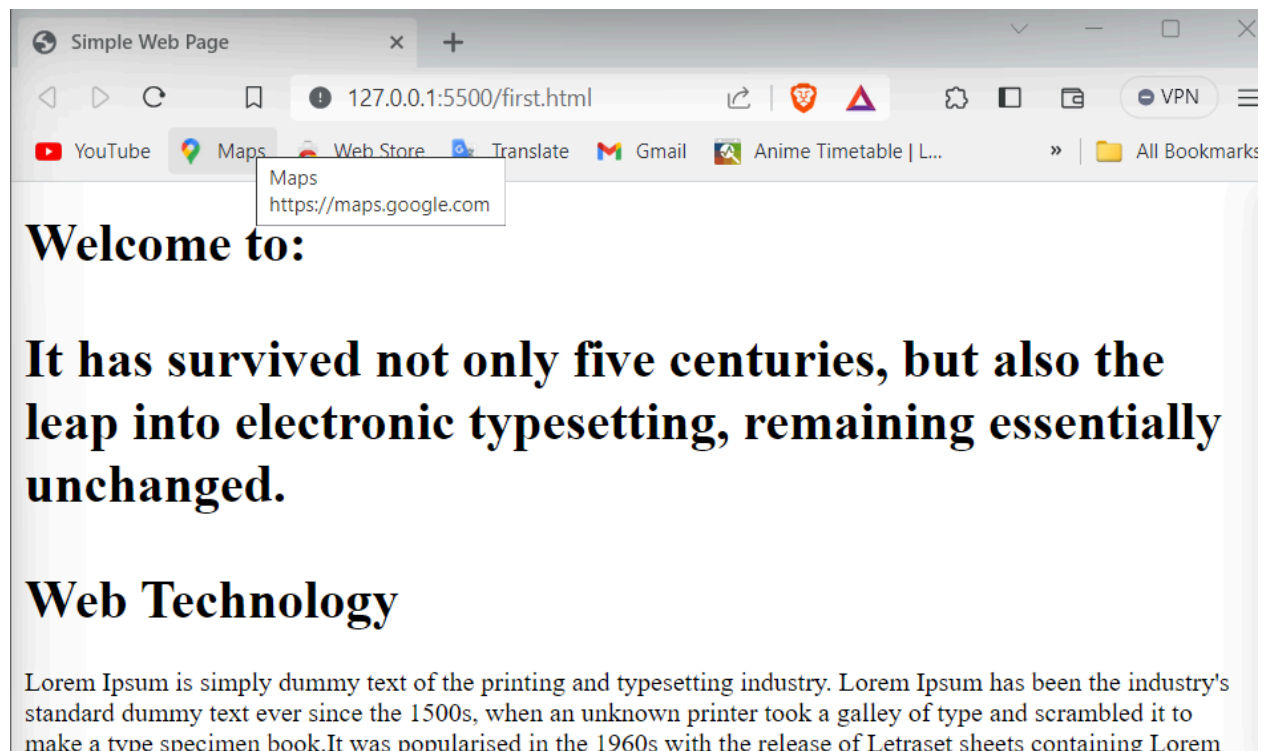 Simple Web Page
127.0.0.1:5500/first.html
VPN
YouTube Maps Web Store Translate Gmail Anime Timetable | L... » All Bookmarks
Maps
https://maps.google.com
Welcome to:
It has survived not only five centuries, but also the
leap into electronic typesetting, remaining essentially
unchanged.
Web Technology
Lorem Ipsum is simply dummy text of the printing and typesetting industry. Lorem Ipsum has been the industry's
standard dummy text ever since the 1500s, when an unknown printer took a galley of type and scrambled it to
make a type specimen book.It was popularised in the 1960s with the release of Letraset sheets containing Lorem